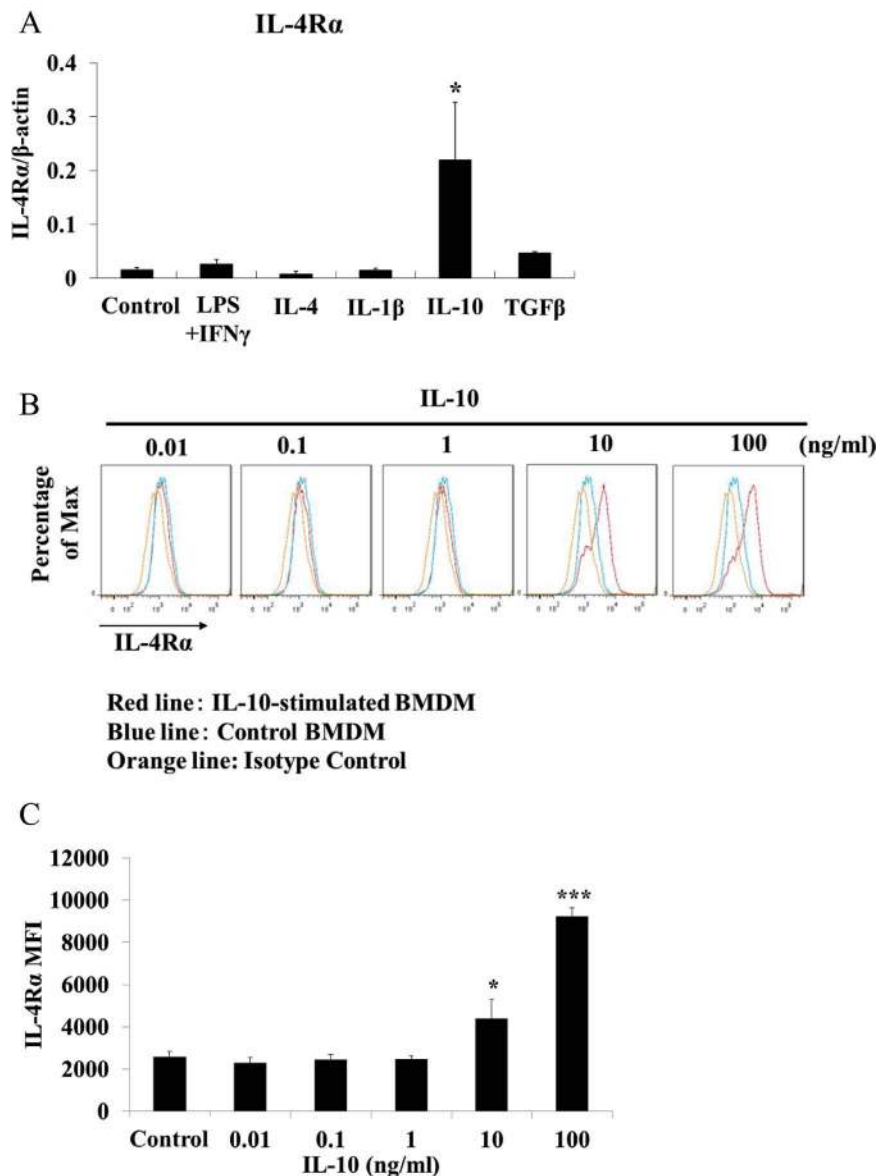 A
IL-4Rα
IL-4Rα/β-actin
0.4
0.3
0.2
0.1
0
*
Control LPS +IFNγ IL-4 IL-1β IL-10 TGFβ
B
IL-10
0.01 0.1 1 10 100 (ng/ml)
Percentage of Max
IL-4Rα
Red line: IL-10-stimulated BMDM
Blue line: Control BMDM
Orange line: Isotype Control
C
IL-4Rα MFI
12000
10000
8000
6000
4000
2000
0
*
***
Control 0.01 0.1 1 10 100
IL-10 (ng/ml)